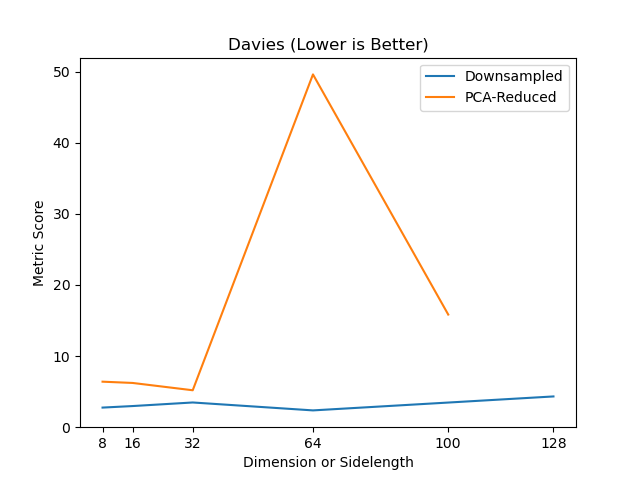 Davies (Lower is Better)
Downsampled
PCA-Reduced
Metric Score
50
40
30
20
10
0
8 16 32 64 100 128
Dimension or Sidelength